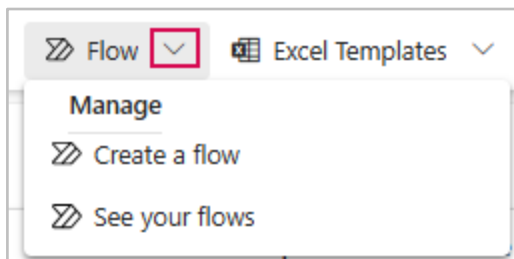 Flow Excel Templates
Manage
Create a flow
See your flows